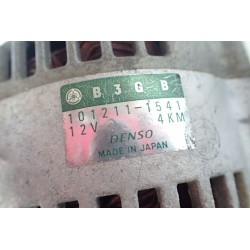 B3GB
101211-1541
12V 4KM
DENSO
MADE IN JAPAN